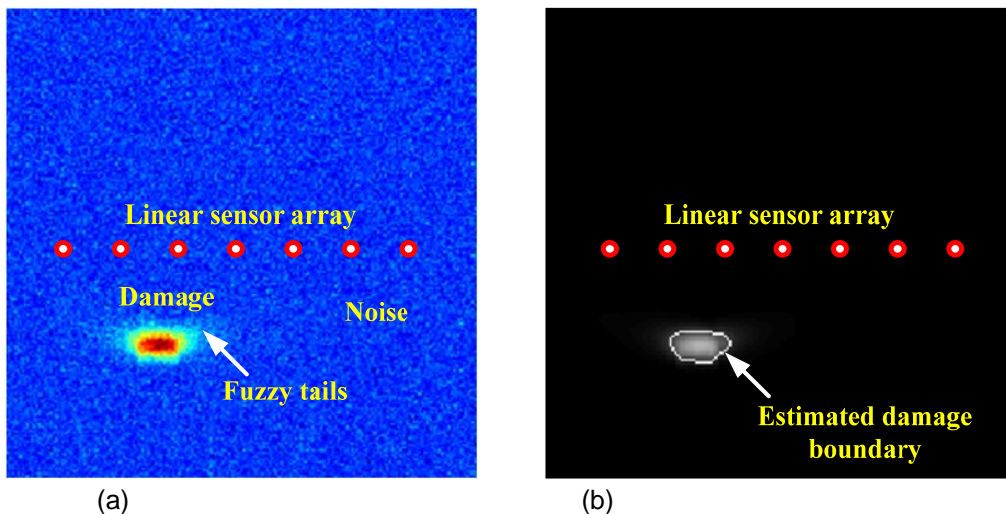 Linear sensor array
Damage
Noise
Fuzzy tails
(a)
Linear sensor array
Estimated damage
boundary
(b)